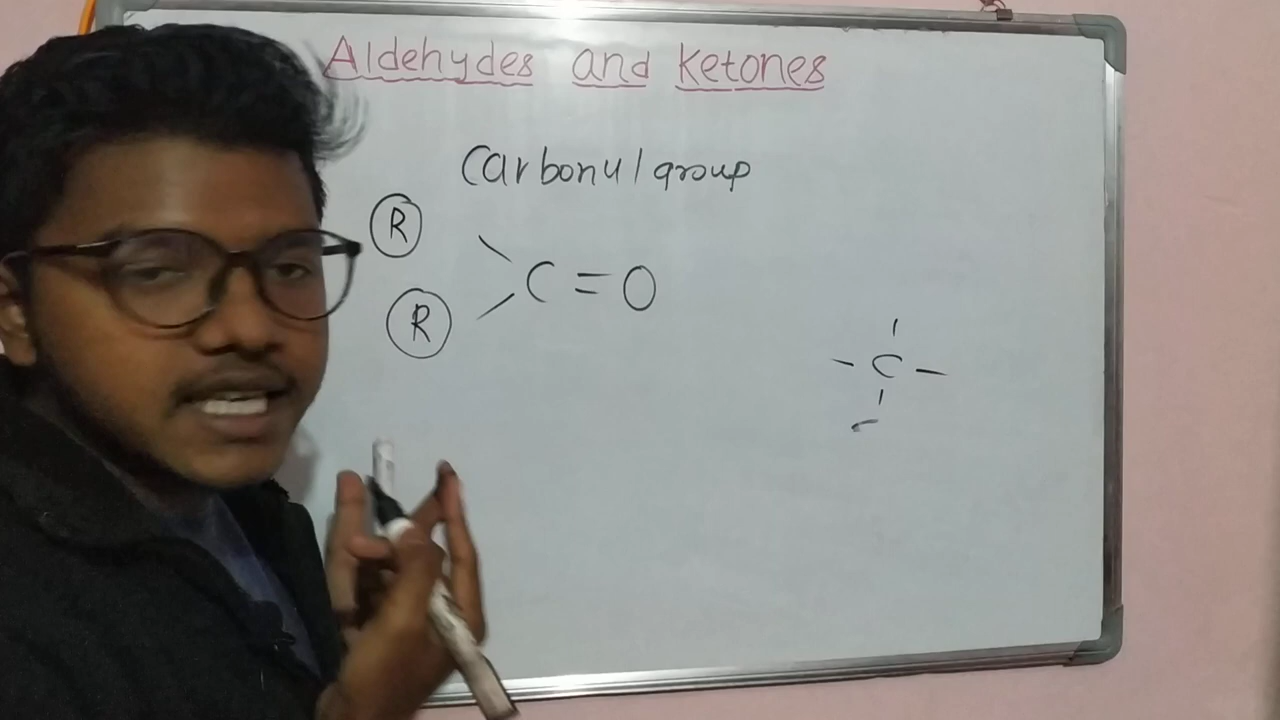 Aldehydes and Ketones
Carbonyl group
R
C = O
R
C